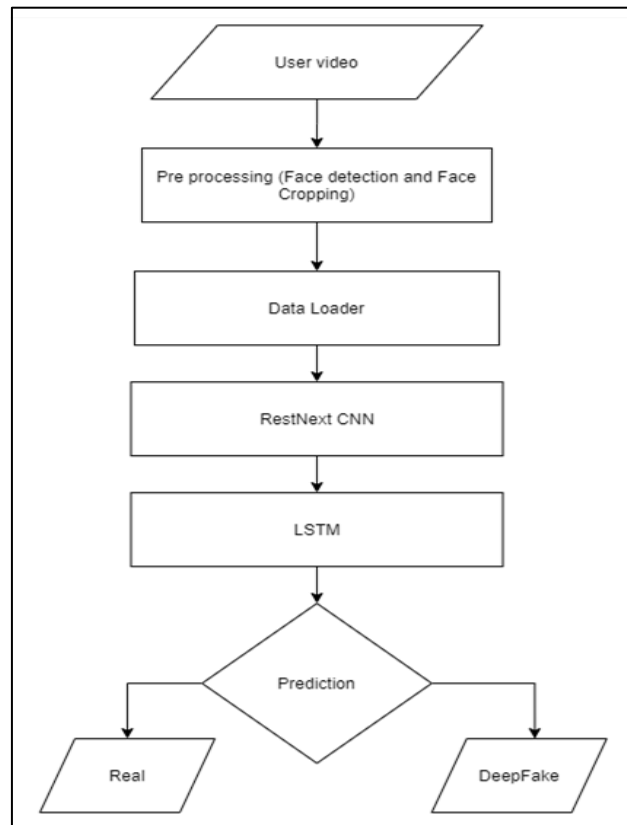 User video
Pre processing (Face detection and Face
Cropping)
Data Loader
RestNext CNN
LSTM
Prediction
Real
DeepFake